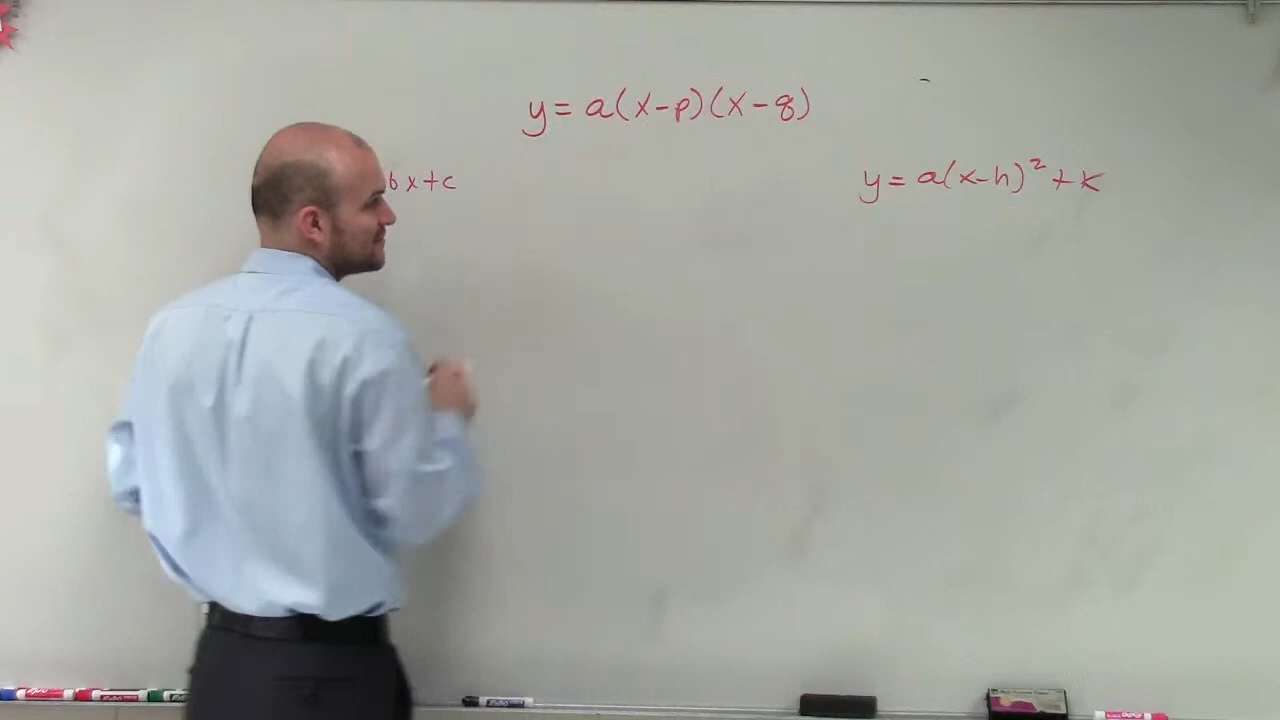 y = a(x-p)(x-q)
bx+c
y = a(x-h)² + k